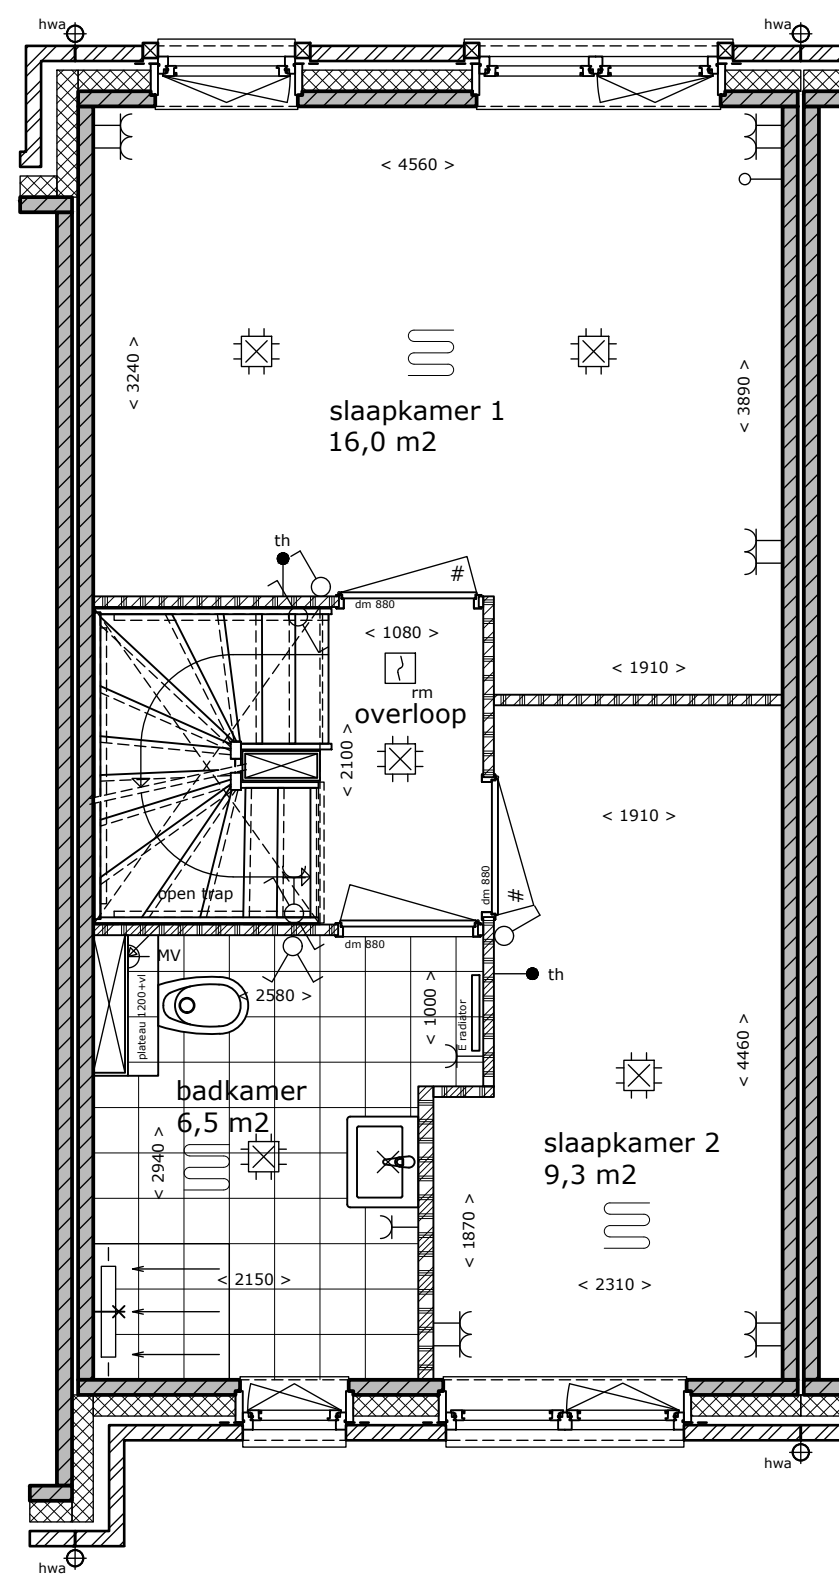 hwa
hwa
< 4560 >
< 3240 >
< 3890 >
slaapkamer 1
16,0 m2
th
#
dm 880
< 1080 >
< 1910 >
rm
overloop
< 2100 >
< 1910 >
dm 880
#
open trap
dm 880
MV
th
plateau 1200+vl
< 2580 >
< 1000 >
E radiator
< 4460 >
badkamer
6,5 m2
slaapkamer 2
9,3 m2
< 2940 >
< 1870 >
< 2150 >
< 2310 >
hwa
hwa